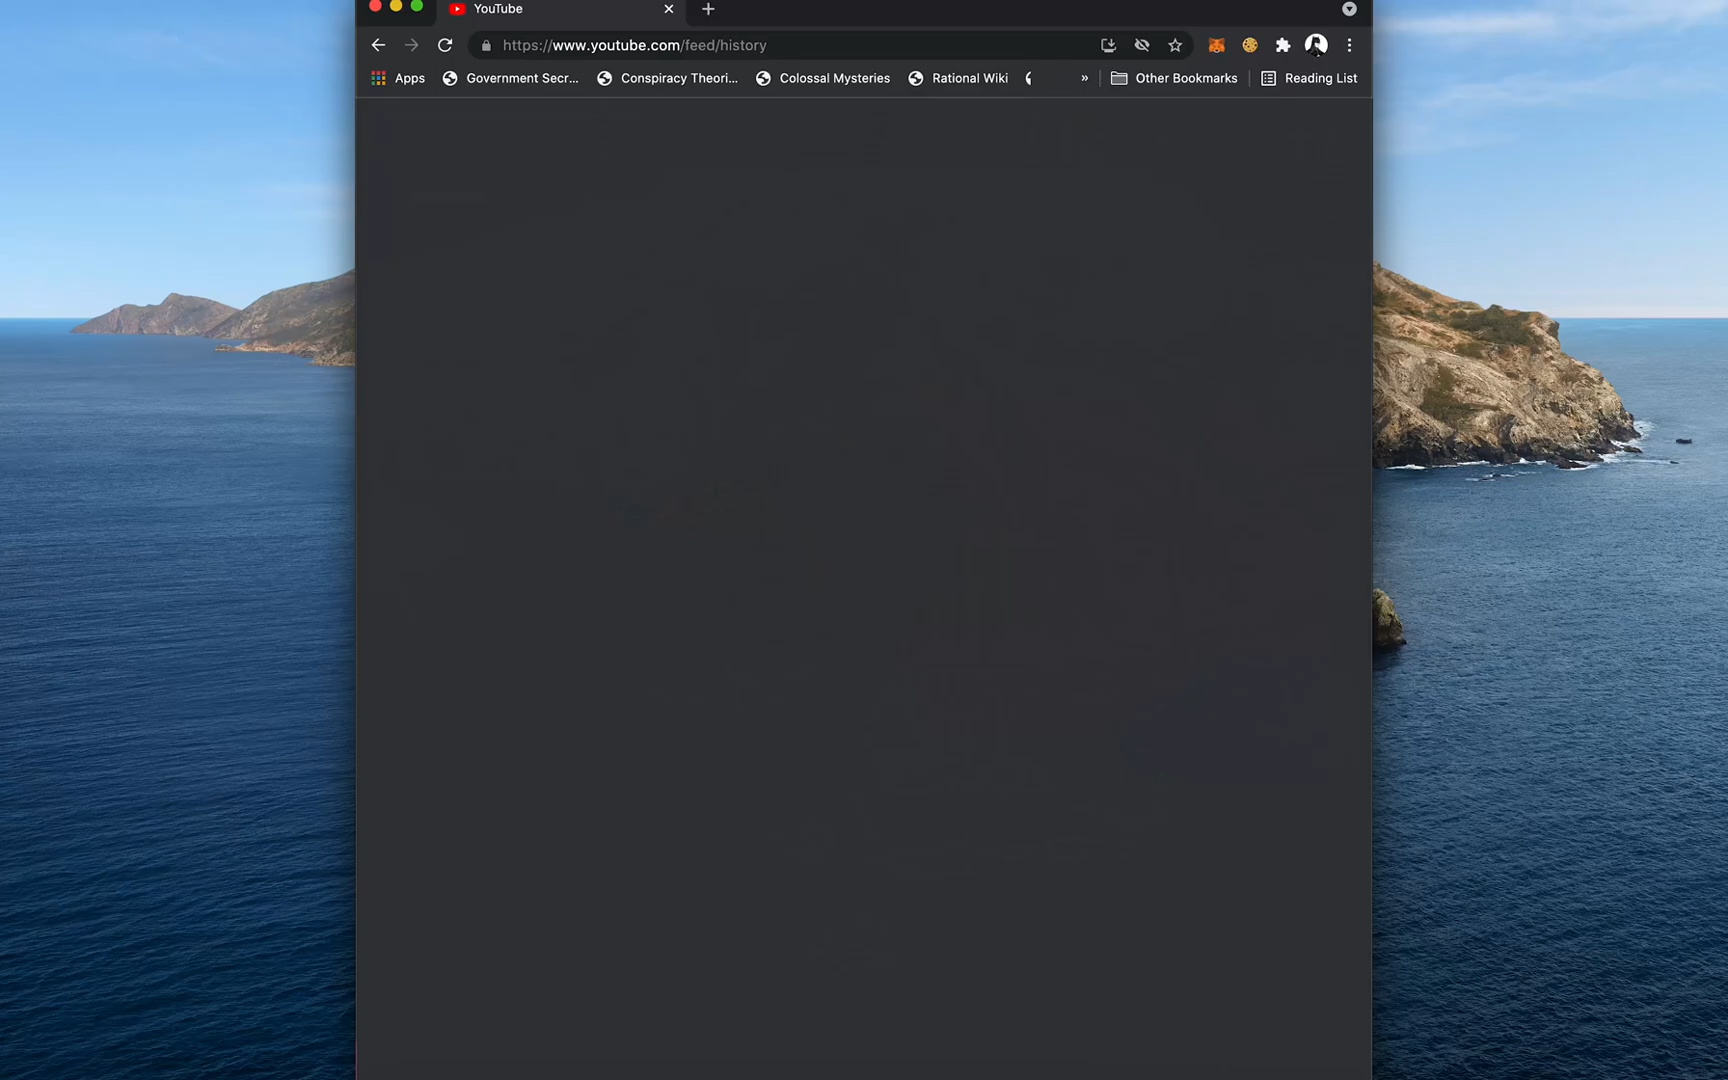 YouTube
https://www.youtube.com/feed/history
Apps Government Secr... Conspiracy Theori... Colossal Mysteries Rational Wiki » Other Bookmarks Reading List